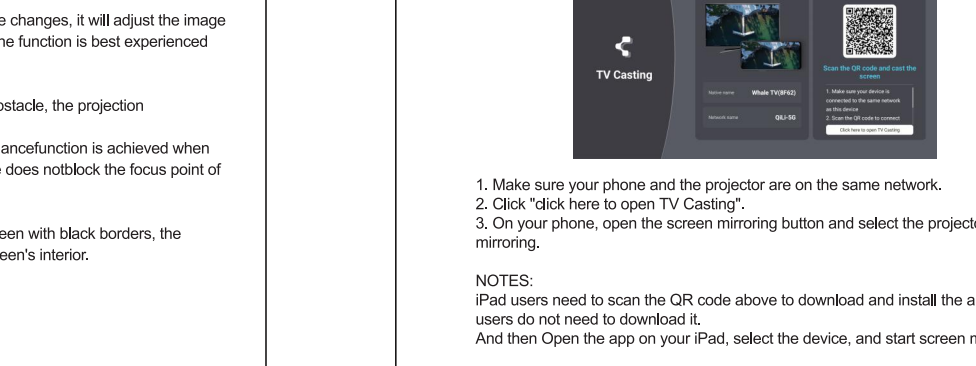 e changes, it will adjust the image
ne function is best experienced
ostacle, the projection
ancefunction is achieved when
e does notblock the focus point of
een with black borders, the
een's interior.
TV Casting
Native name Whale TV(8F62)
Network name QiLi-5G
Scan the QR code and cast the
screen
1. Make sure your device is
connected to the same network
as this device
2. Scan the QR code to connect
Click here to open TV Casting
1. Make sure your phone and the projector are on the same network.
2. Click "click here to open TV Casting".
3. On your phone, open the screen mirroring button and select the projecto
mirroring.
NOTES:
iPad users need to scan the QR code above to download and install the a
users do not need to download it.
And then Open the app on your iPad, select the device, and start screen m